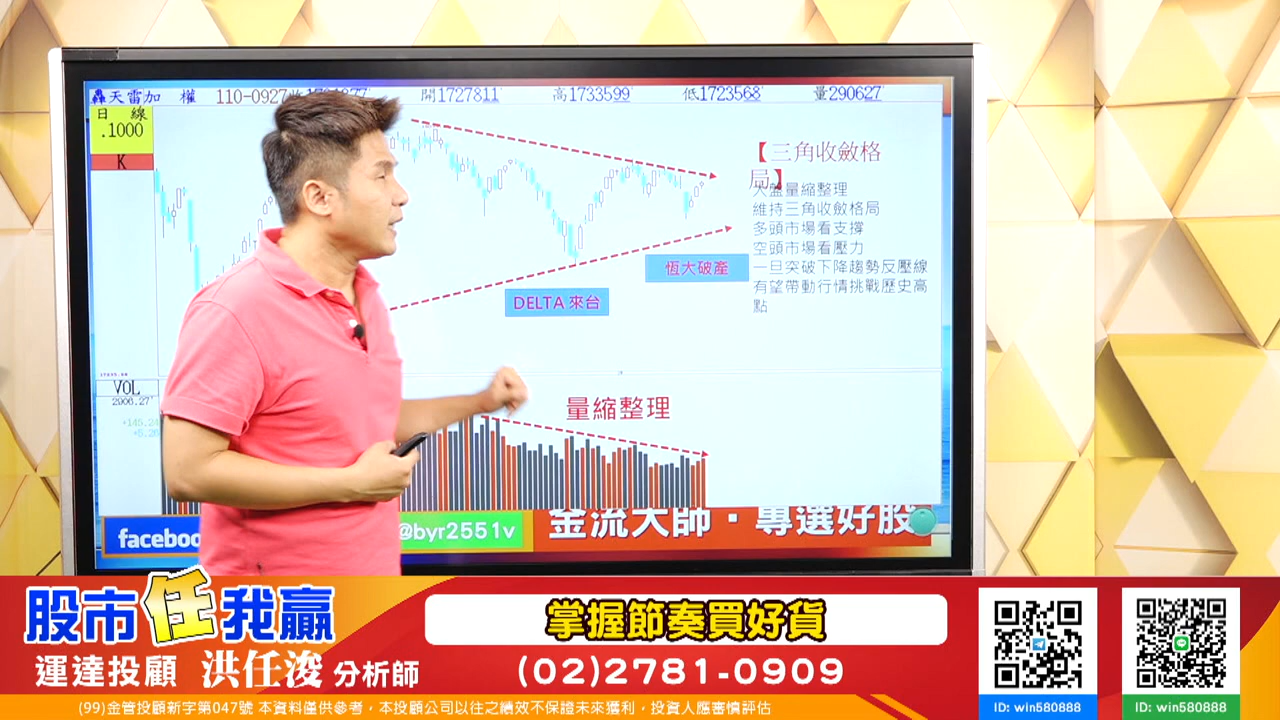 轟天雷加 權 110-0927 開1727811 高1733599 低1723568 量290627
日 線
.1000
K
【三角收斂格局】
大盤量縮整理
維持三角收斂格局
多頭市場看支撐
空頭市場看壓力
一旦突破下降趨勢反壓線
有望帶動行情挑戰歷史高
點
恆大破產
DELTA 來台
VOL
2906.27
量縮整理
facebook
@byr2551v
金流大師·專選好股
股市任我贏
運達投顧 洪任浚 分析師
掌握節奏買好貨
(02)2781-0909
ID: win580888
ID: win580888
(99)金管投顧新字第047號 本資料僅供參考，本投顧公司以往之績效不保證未來獲利，投資人應審慎評估